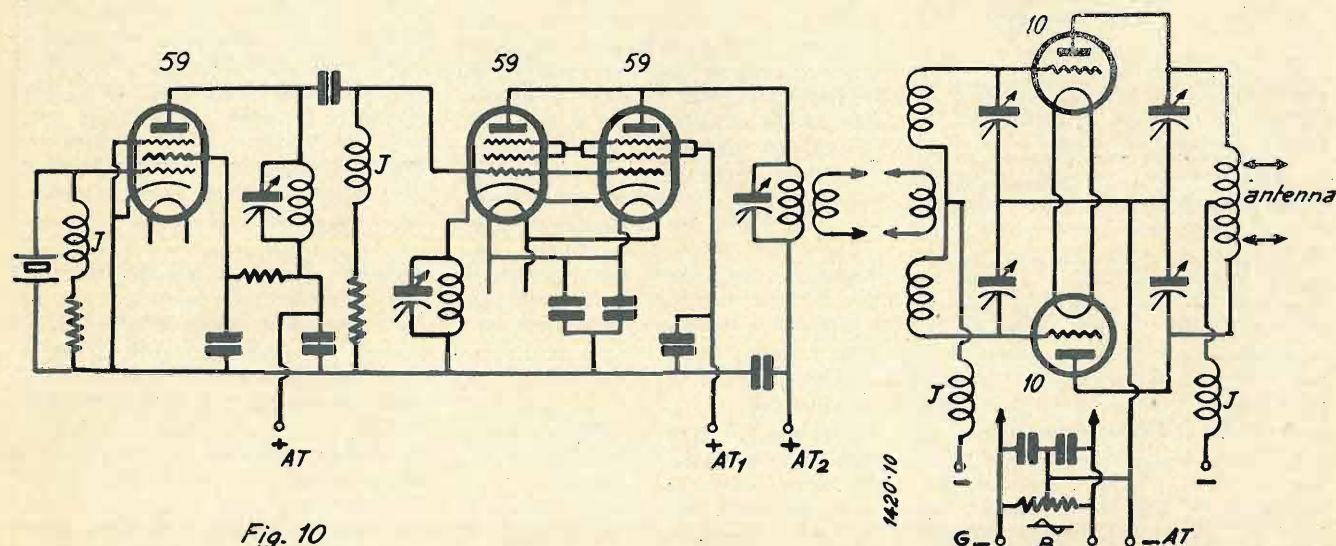 59
59
59
10
J
J
antenna
10
J
J
+AT
+AT₁
+AT₂
–
–
1420·10
Fig. 10
G –
– AT